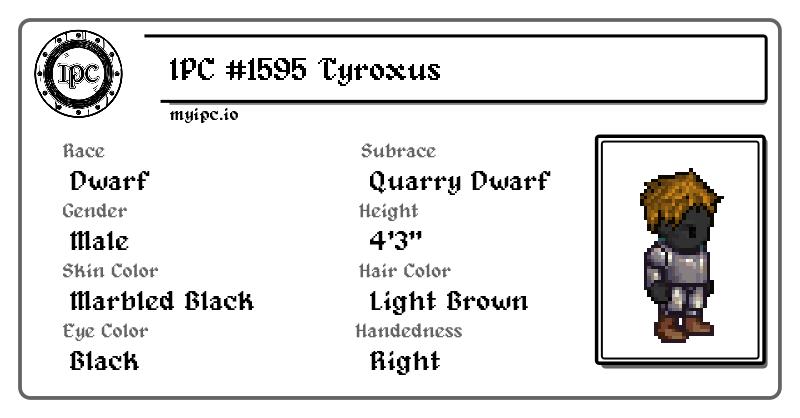 IPC
IPC #1595 Tyroxus
myipc.io
Race
Dwarf
Subrace
Quarry Dwarf
Gender
Male
Height
4'3"
Skin Color
Marbled Black
Hair Color
Light Brown
Eye Color
Black
Handedness
Right